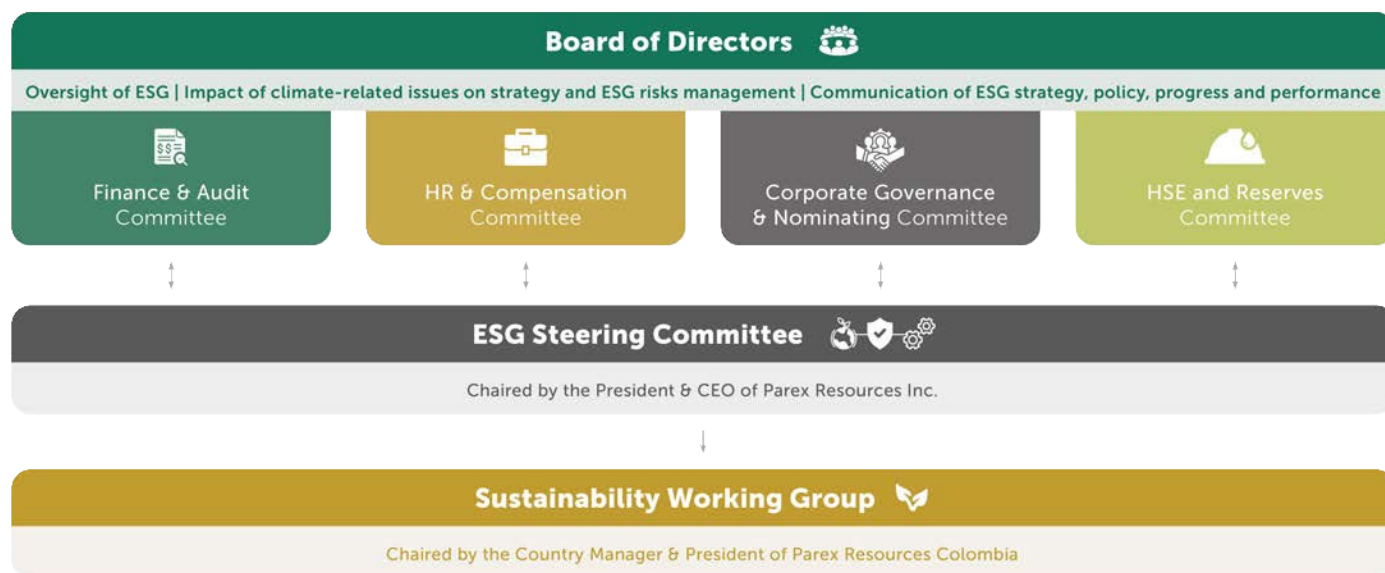 Board of Directors
Oversight of ESG | Impact of climate-related issues on strategy and ESG risks management | Communication of ESG strategy, policy, progress and performance
Finance & Audit
Committee
HR & Compensation
Committee
Corporate Governance
& Nominating Committee
HSE and Reserves
Committee
ESG Steering Committee
Chaired by the President & CEO of Parex Resources Inc.
Sustainability Working Group
Chaired by the Country Manager & President of Parex Resources Colombia